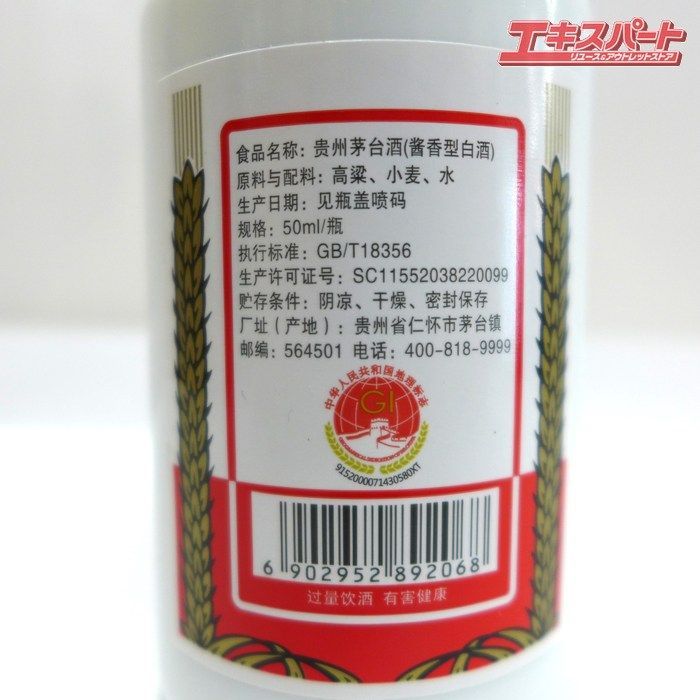 エキスパート
リユース&アウトレットストア
食品名称：贵州茅台酒(酱香型白酒)
原料与配料：高粱、小麦、水
生产日期：见瓶盖喷码
规格：50ml/瓶
执行标准：GB/T18356
生产许可证号：SC11552038220099
贮存条件：阴凉、干燥、密封保存
厂址（产地）：贵州省仁怀市茅台镇
邮编：564501 电话：400-818-9999
中华人民共和国地理标志
GI
GEOGRAPHICAL INDICATION OF P.R.CHINA
9152000071430580XT
6 902952 892068
过量饮酒 有害健康